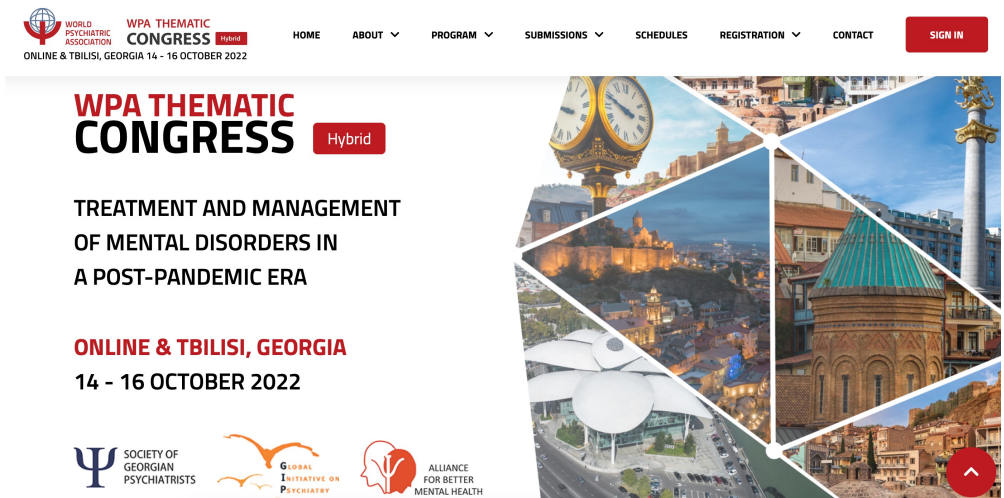 WORLD
PSYCHIATRIC
ASSOCIATION
WPA THEMATIC
CONGRESS Hybrid
ONLINE & TBILISI, GEORGIA 14 - 16 OCTOBER 2022
HOME ABOUT PROGRAM SUBMISSIONS SCHEDULES REGISTRATION CONTACT SIGN IN
WPA THEMATIC
CONGRESS Hybrid
TREATMENT AND MANAGEMENT
OF MENTAL DISORDERS IN
A POST-PANDEMIC ERA
ONLINE & TBILISI, GEORGIA
14 - 16 OCTOBER 2022
SOCIETY OF
GEORGIAN
PSYCHIATRISTS
GLOBAL
INITIATIVE ON
PSYCHIATRY
ALLIANCE
FOR BETTER
MENTAL HEALTH